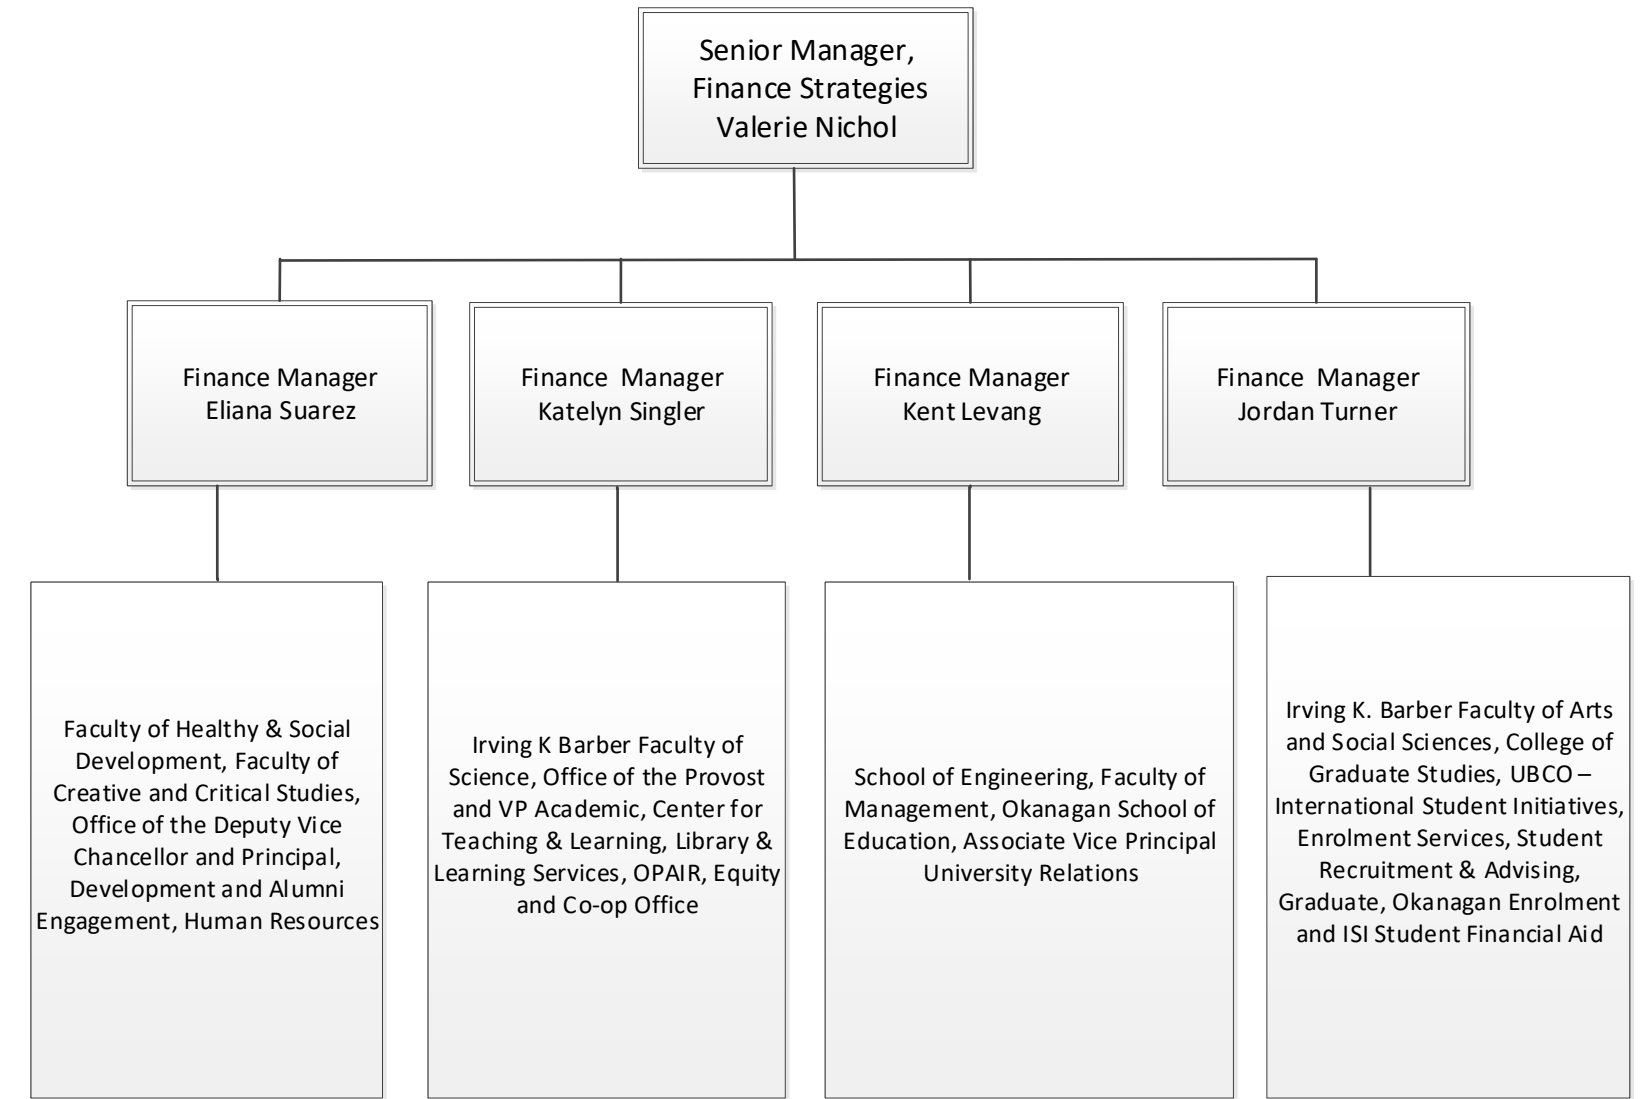 Senior Manager,
Finance Strategies
Valerie Nichol
Finance Manager
Eliana Suarez
Finance  Manager
Katelyn Singler
Finance Manager
Kent Levang
Finance  Manager
Jordan Turner
Faculty of Healthy & Social
Development, Faculty of
Creative and Critical Studies,
Office of the Deputy Vice
Chancellor and Principal,
Development and Alumni
Engagement, Human Resources
Irving K Barber Faculty of
Science, Office of the Provost
and VP Academic, Center for
Teaching & Learning, Library &
Learning Services, OPAIR, Equity
and Co-op Office
School of Engineering, Faculty of
Management, Okanagan School of
Education, Associate Vice Principal
University Relations
Irving K. Barber Faculty of Arts
and Social Sciences, College of
Graduate Studies, UBCO –
International Student Initiatives,
Enrolment Services, Student
Recruitment & Advising,
Graduate, Okanagan Enrolment
and ISI Student Financial Aid